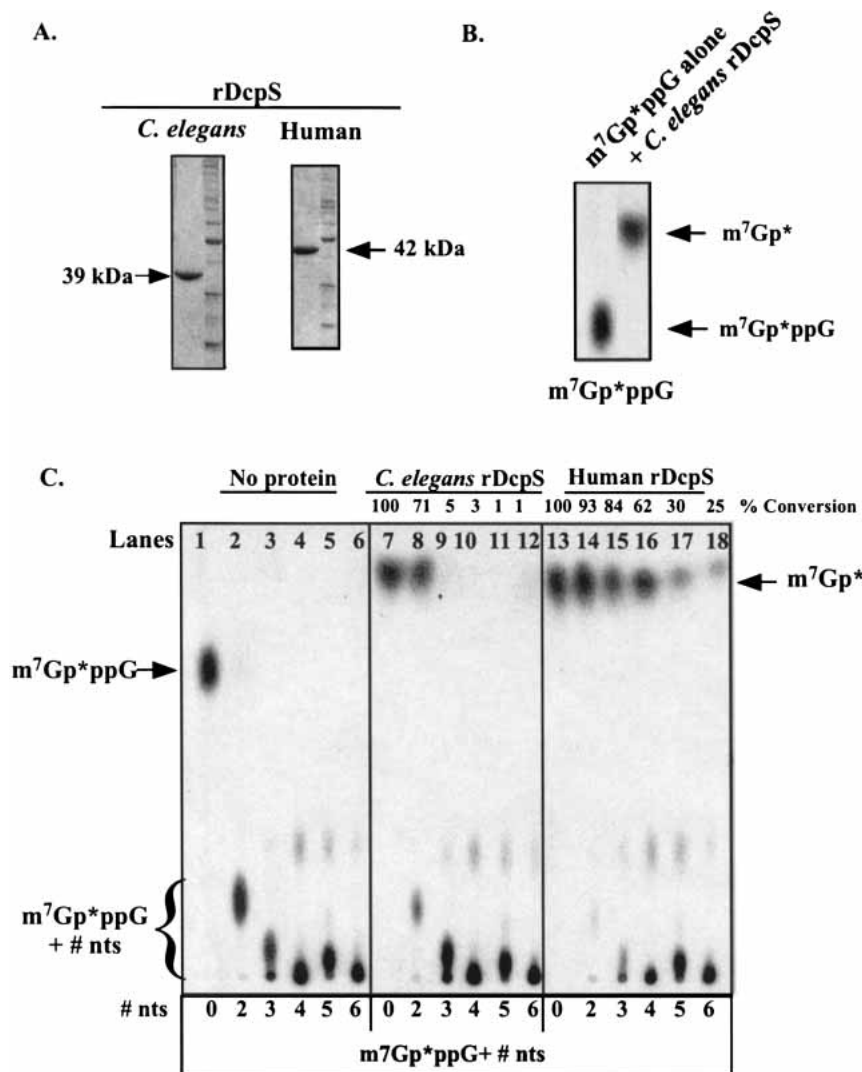 A.
rDcpS
C. elegans Human
39 kDa
42 kDa
B.
m⁷Gp*ppG alone
+ C. elegans rDcpS
m⁷Gp*
m⁷Gp*ppG
m⁷Gp*ppG
C.
No protein C. elegans rDcpS Human rDcpS
100 71 5 3 1 1 100 93 84 62 30 25 % Conversion
Lanes 1 2 3 4 5 6 7 8 9 10 11 12 13 14 15 16 17 18
m⁷Gp*
m⁷Gp*ppG
m⁷Gp*ppG
+ # nts
# nts 0 2 3 4 5 6 0 2 3 4 5 6 0 2 3 4 5 6
m7Gp*ppG+ # nts